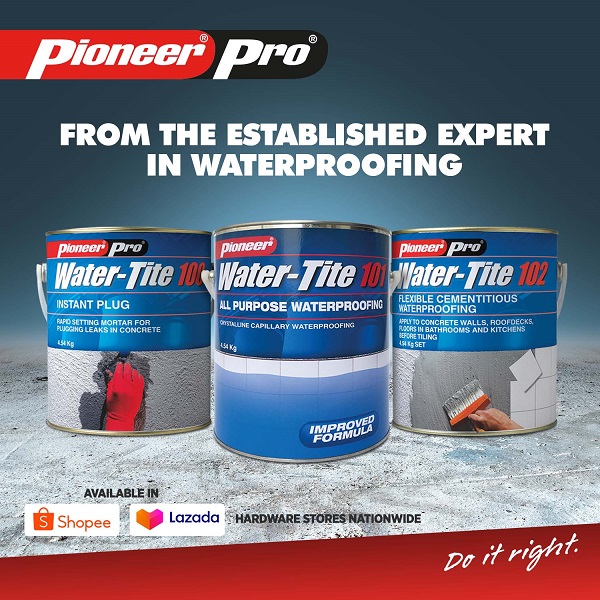 Pioneer® Pro®
FROM THE ESTABLISHED EXPERT
IN WATERPROOFING
Pioneer Pro
Water-Tite 100
INSTANT PLUG
RAPID SETTING MORTAR FOR
PLUGGING LEAKS IN CONCRETE
4.54 Kg
Pioneer
Water-Tite 101
ALL PURPOSE WATERPROOFING
CRYSTALLINE CAPILLARY WATERPROOFING
4.54 Kg
IMPROVED
FORMULA
Pioneer Pro
Water-Tite 102
FLEXIBLE CEMENTITIOUS
WATERPROOFING
APPLY TO CONCRETE WALLS, ROOFDECKS,
FLOORS IN BATHROOMS AND KITCHENS
BEFORE TILING
4.54 Kg SET
AVAILABLE IN
Shopee
Lazada
HARDWARE STORES NATIONWIDE
Do it right.